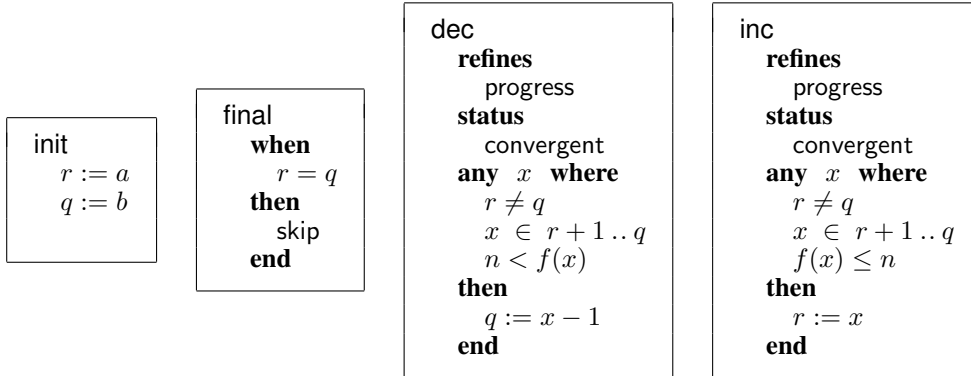 init
r := a
q := b
final
when
r = q
then
skip
end
dec
refines
progress
status
convergent
any x where
r ≠ q
x ∈ r + 1 .. q
n < f(x)
then
q := x − 1
end
inc
refines
progress
status
convergent
any x where
r ≠ q
x ∈ r + 1 .. q
f(x) ≤ n
then
r := x
end